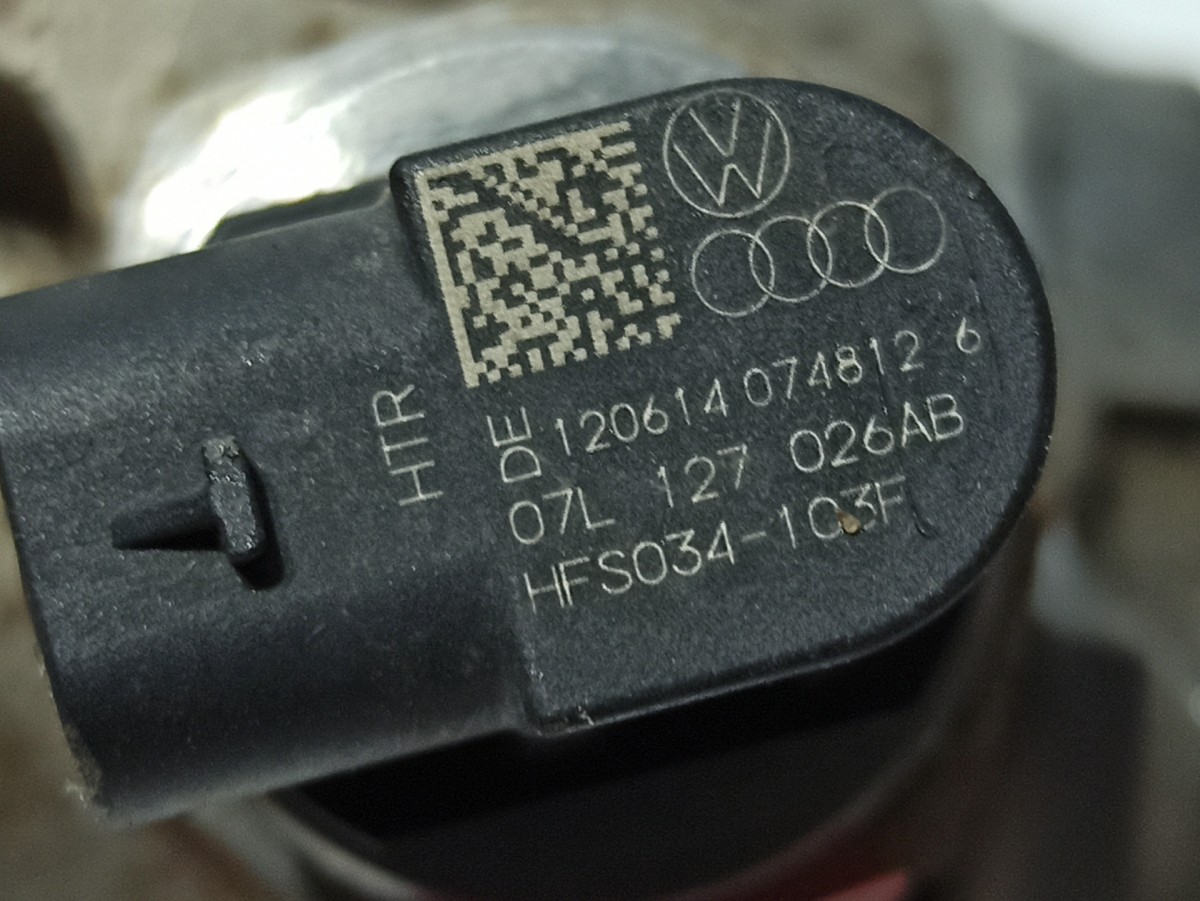 HTR
DE
120614 074812 6
07L 127 026AB
HFS034-103F